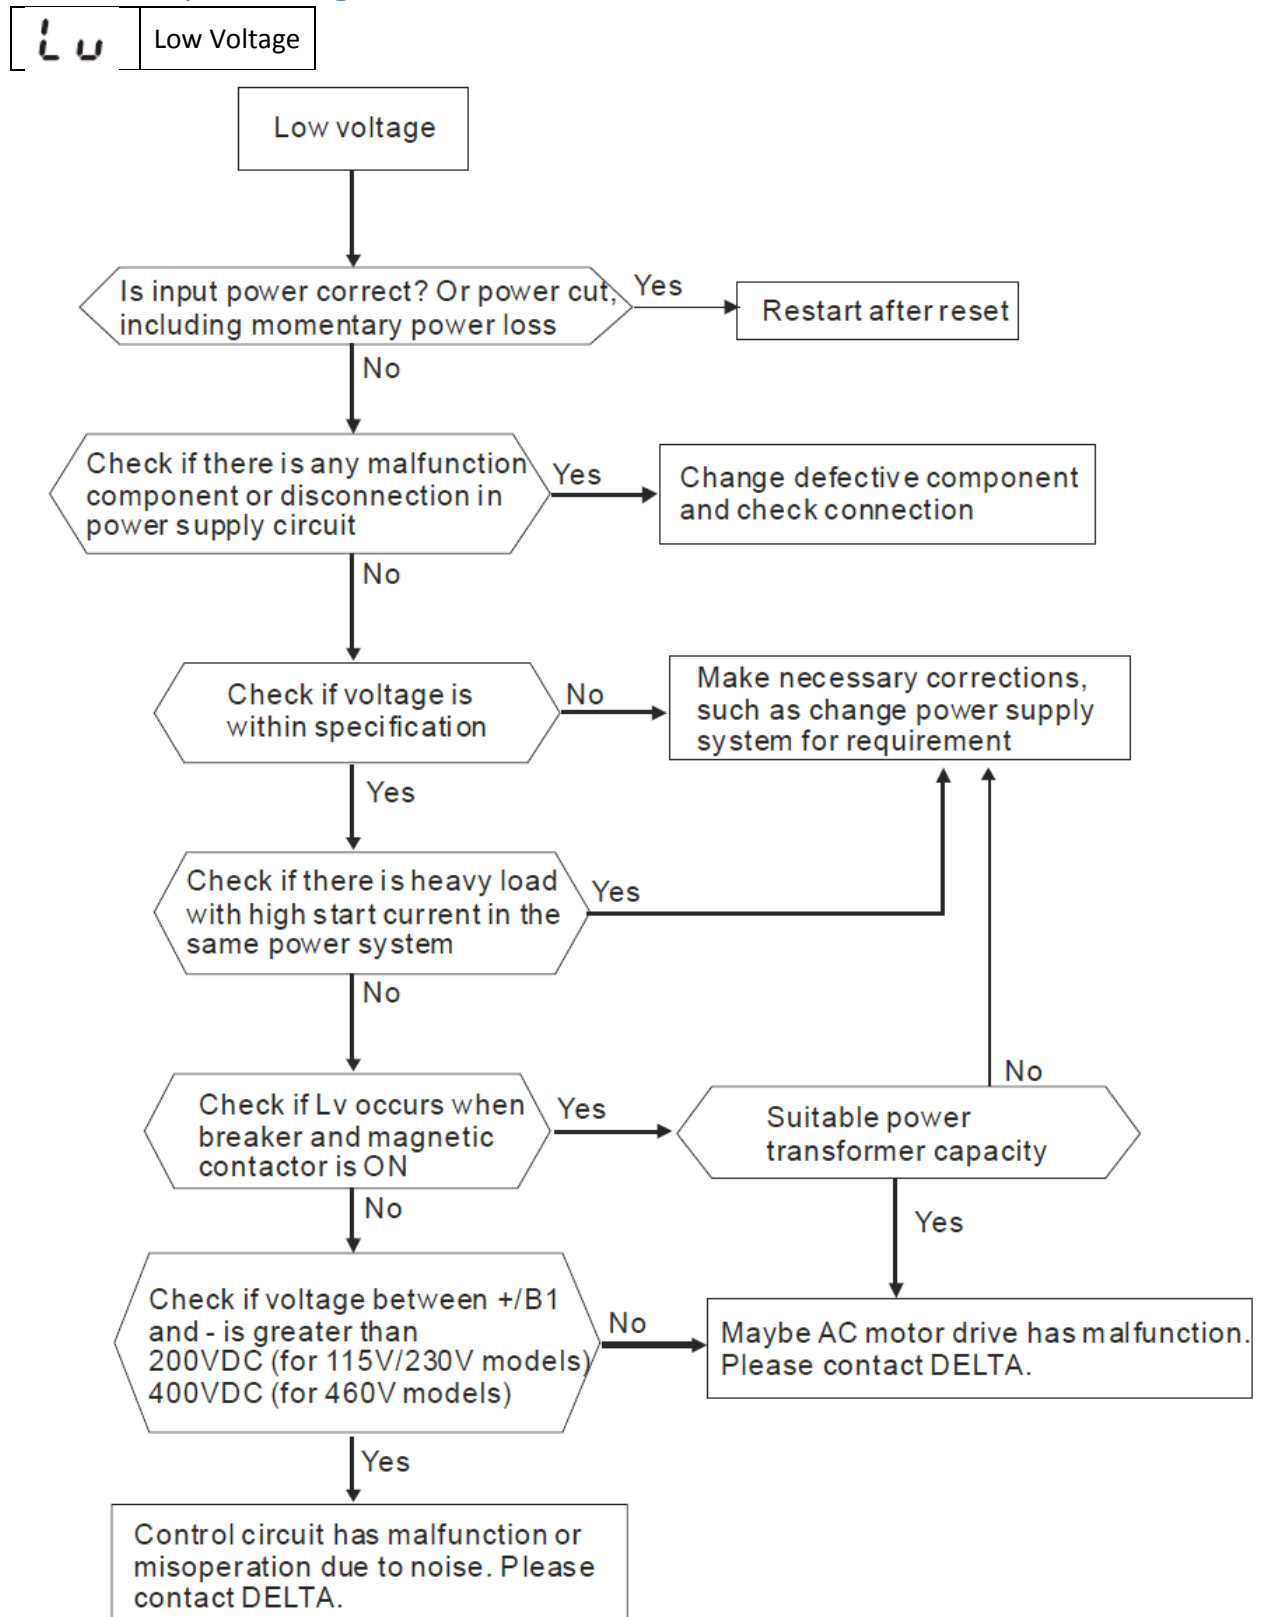 Lv
Low Voltage
Low voltage
Is input power correct? Or power cut,
including momentary power loss
Yes
Restart after reset
No
Check if there is any malfunction
component or disconnection in
power supply circuit
Yes
Change defective component
and check connection
No
Check if voltage is
within specification
No
Make necessary corrections,
such as change power supply
system for requirement
Yes
Check if there is heavy load
with high start current in the
same power system
Yes
No
Check if Lv occurs when
breaker and magnetic
contactor is ON
Yes
Suitable power
transformer capacity
No
No
Yes
Check if voltage between +/B1
and - is greater than
200VDC (for 115V/230V models)
400VDC (for 460V models)
No
Maybe AC motor drive has malfunction.
Please contact DELTA.
Yes
Control circuit has malfunction or
misoperation due to noise. Please
contact DELTA.